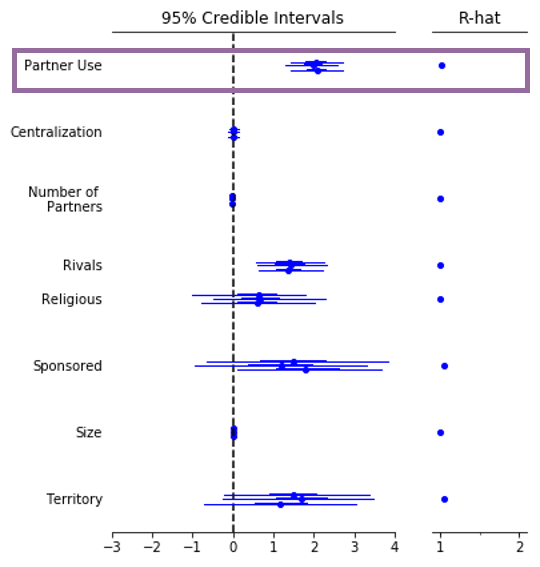 95% Credible Intervals R-hat
Partner Use
Centralization
Number of
Partners
Rivals
Religious
Sponsored
Size
Territory
−3 −2 −1 0 1 2 3 4 1 2